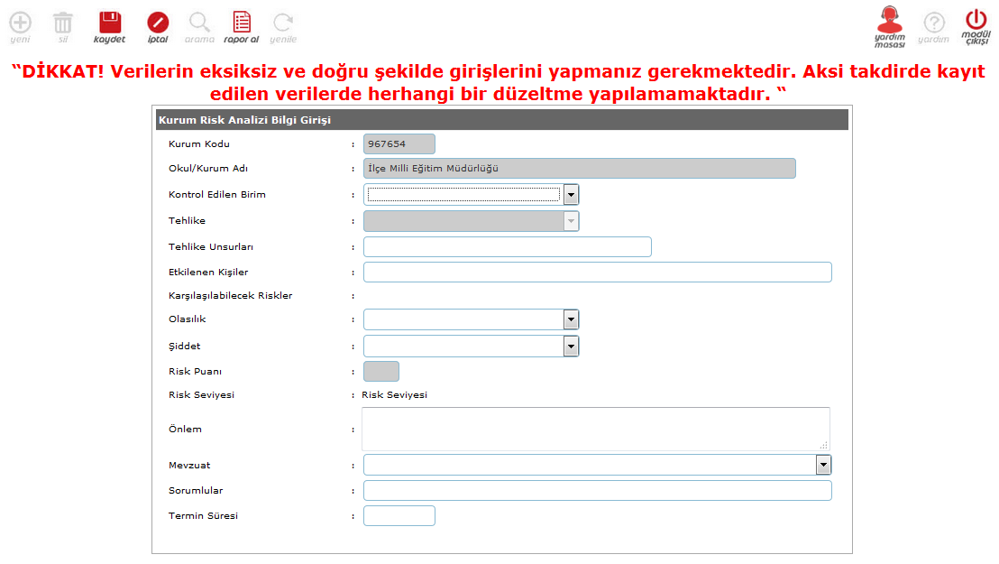 yeni sil kaydet iptal arama rapor al yenile yardım masası yardım modül çıkışı
“DİKKAT! Verilerin eksiksiz ve doğru şekilde girişlerini yapmanız gerekmektedir. Aksi takdirde kayıt
edilen verilerde herhangi bir düzeltme yapılamamaktadır. “
Kurum Risk Analizi Bilgi Girişi
Kurum Kodu : 967654
Okul/Kurum Adı : İlçe Milli Eğitim Müdürlüğü
Kontrol Edilen Birim :
Tehlike :
Tehlike Unsurları :
Etkilenen Kişiler :
Karşılaşılabilecek Riskler :
Olasılık :
Şiddet :
Risk Puanı :
Risk Seviyesi : Risk Seviyesi
Önlem :
Mevzuat :
Sorumlular :
Termin Süresi :